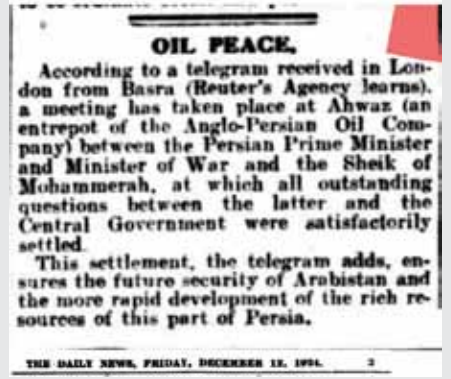 OIL PEACE.
According to a telegram received in Lon-
don from Basra (Reuter's Agency learns),
a meeting has taken place at Ahwaz (an
entrepot of the Anglo-Persian Oil Com-
pany) between the Persian Prime Minister
and Minister of War and the Sheik of
Mohammerah, at which all outstanding
questions between the latter and the
Central Government were satisfactorily
settled.
This settlement, the telegram adds, en-
sures the future security of Arabistan and
the more rapid development of the rich re-
sources of this part of Persia.
THE DAILY NEWS, FRIDAY, DECEMBER 12, 1924.